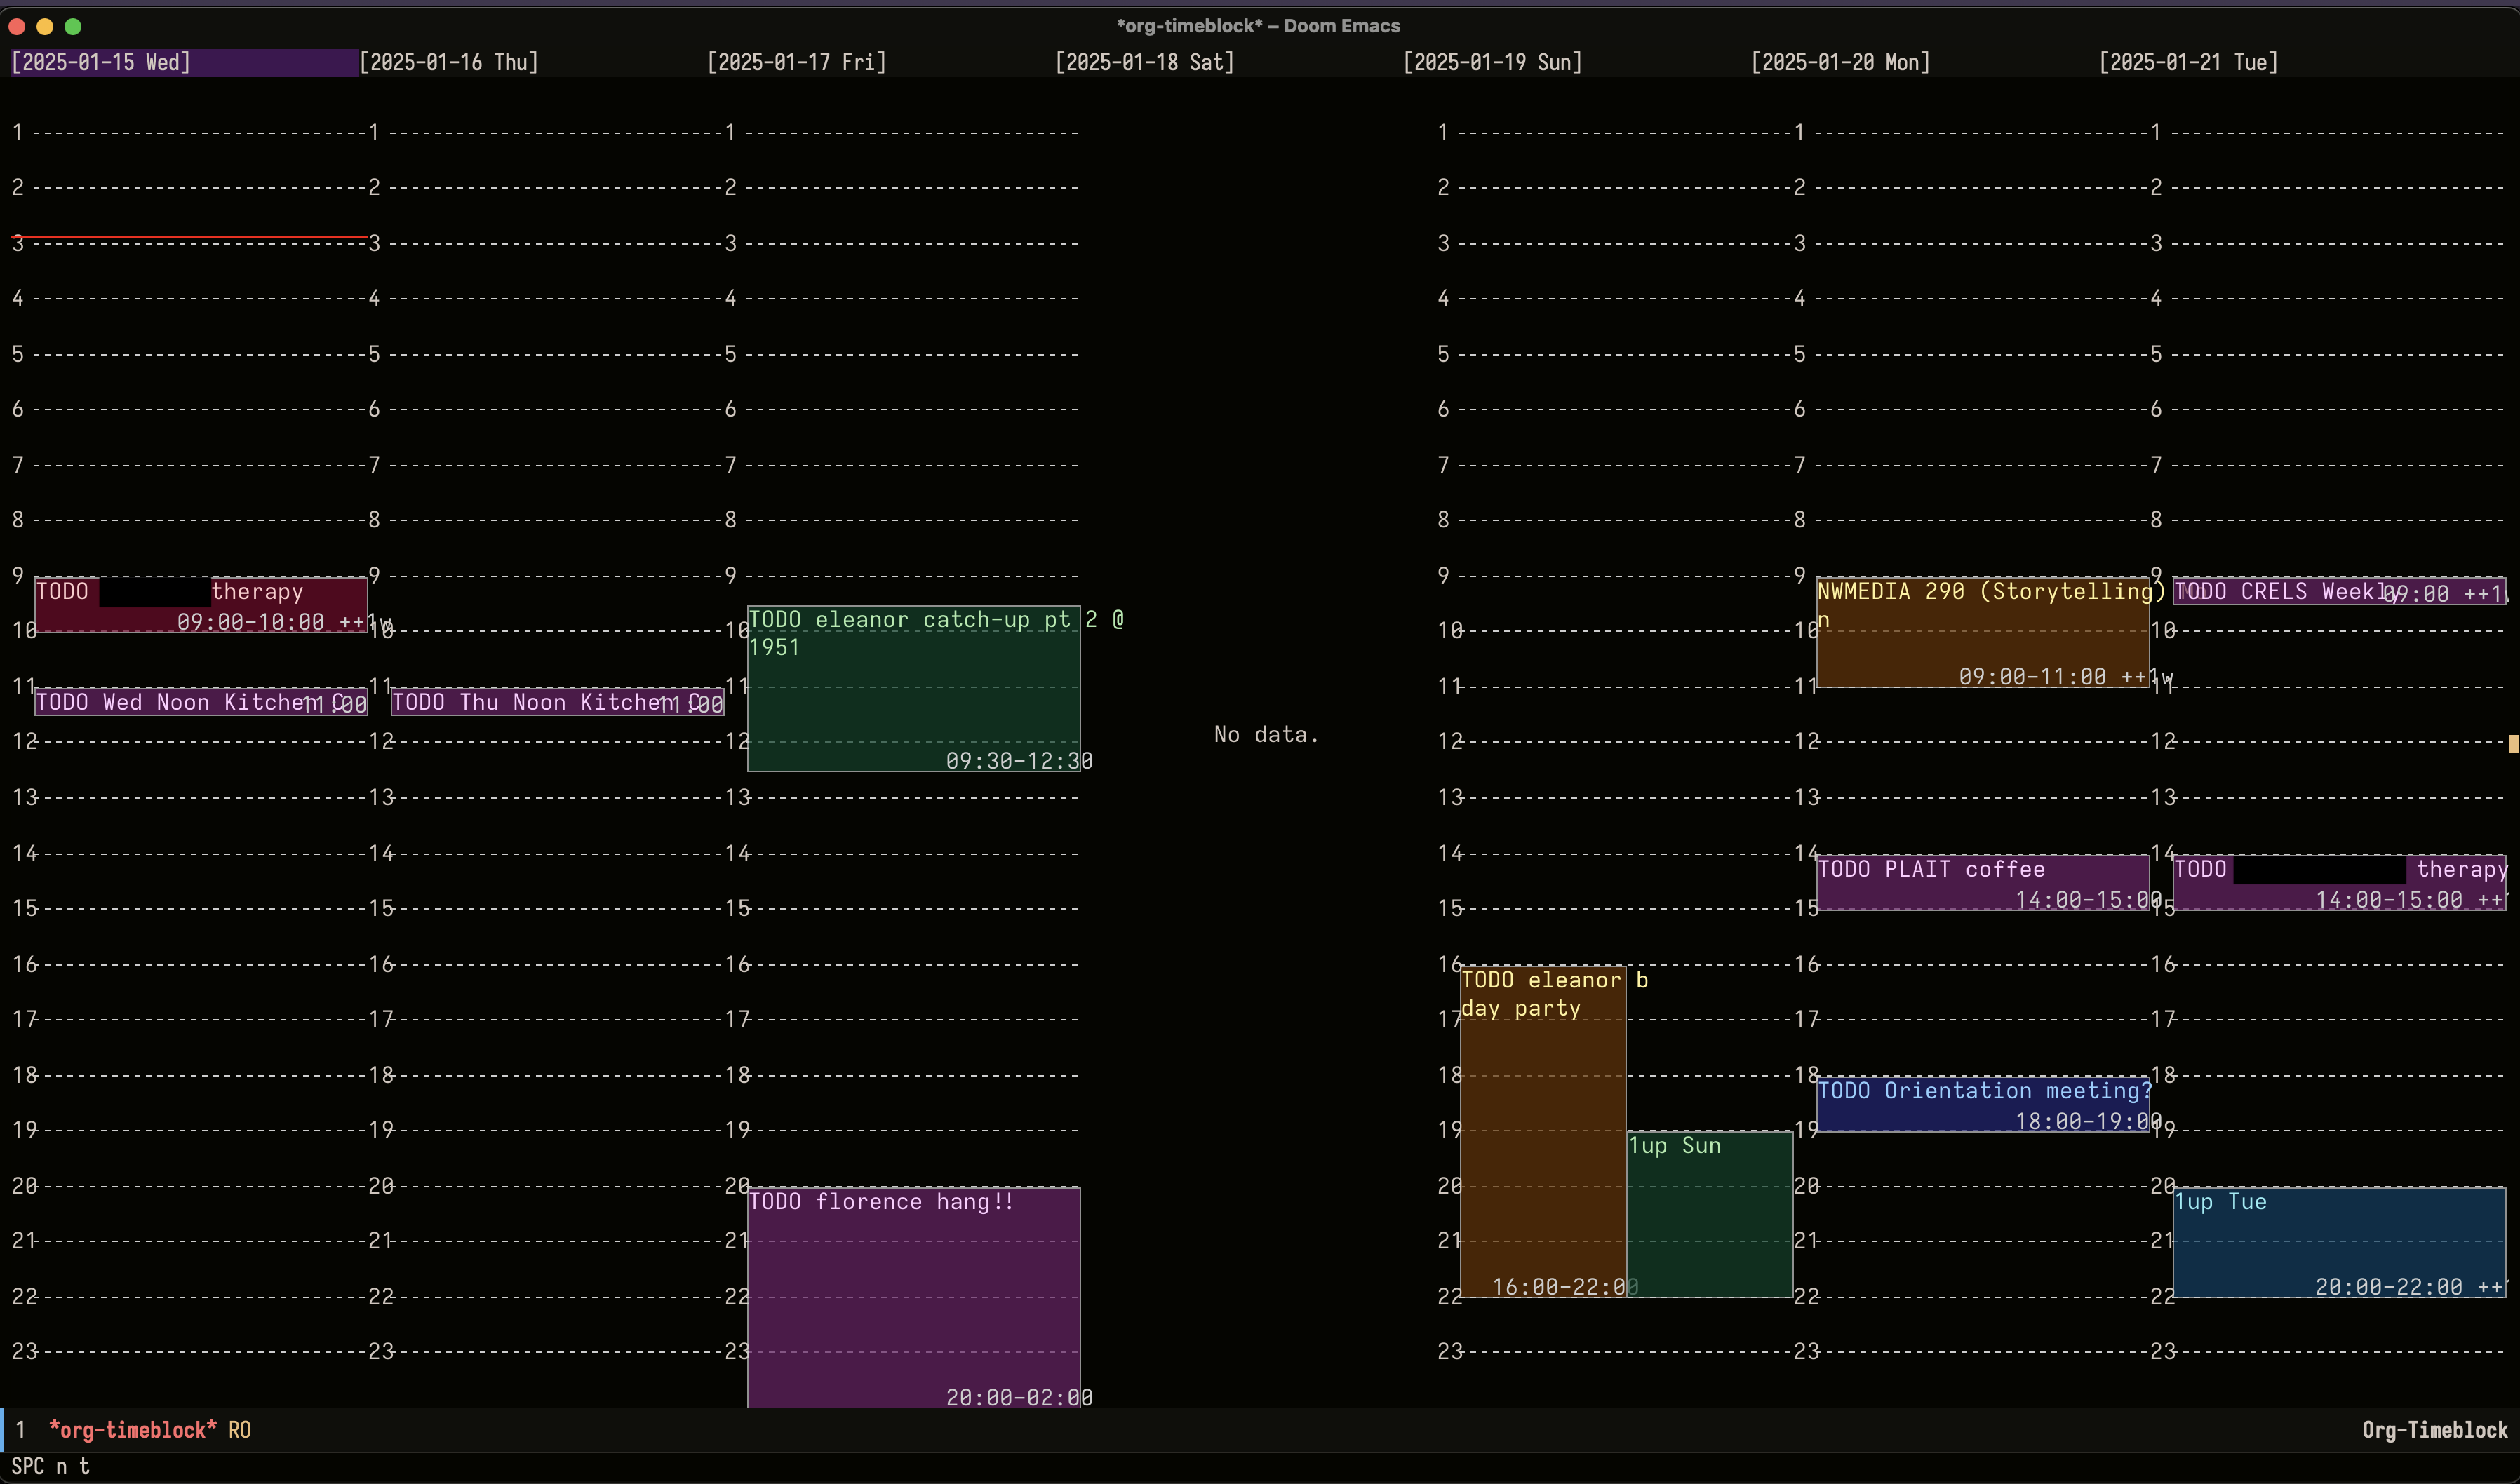 *org-timeblock* – Doom Emacs
[2025-01-15 Wed] [2025-01-16 Thu] [2025-01-17 Fri] [2025-01-18 Sat] [2025-01-19 Sun] [2025-01-20 Mon] [2025-01-21 Tue]
1 1 1 1 1 1
2 2 2 2 2 2
3 3 3 3 3 3
4 4 4 4 4 4
5 5 5 5 5 5
6 6 6 6 6 6
7 7 7 7 7 7
8 8 8 8 8 8
9 9 9 9 9 9
TODO therapy NWMEDIA 290 (Storytelling) TODO CRELS Weekly 09:00
09:00-10:00 ++1w TODO eleanor catch-up pt 2 @ n
10 10 10 10 10 10
1951
09:00-11:00 ++1w
11 11 11 11 11 11
TODO Wed Noon Kitchen C 11:00 TODO Thu Noon Kitchen C 11:00
No data.
12 12 12 12 12 12
09:30-12:30
13 13 13 13 13 13
14 14 14 14 14 14
TODO PLAIT coffee TODO therapy
14:00-15:00 14:00-15:00 ++
15 15 15 15 15 15
16 16 16 16 16 16
TODO eleanor b
day party
17 17 17 17 17 17
18 18 18 18 18 18
TODO Orientation meeting?
18:00-19:00
19 19 19 19 19 19
1up Sun
20 20 20 20 20 20
TODO florence hang!! 1up Tue
21 21 21 21 21 21
16:00-22:00 20:00-22:00 ++
22 22 22 22 22 22
23 23 23 23 23 23
20:00-02:00
1 *org-timeblock* RO Org-Timeblock
SPC n t